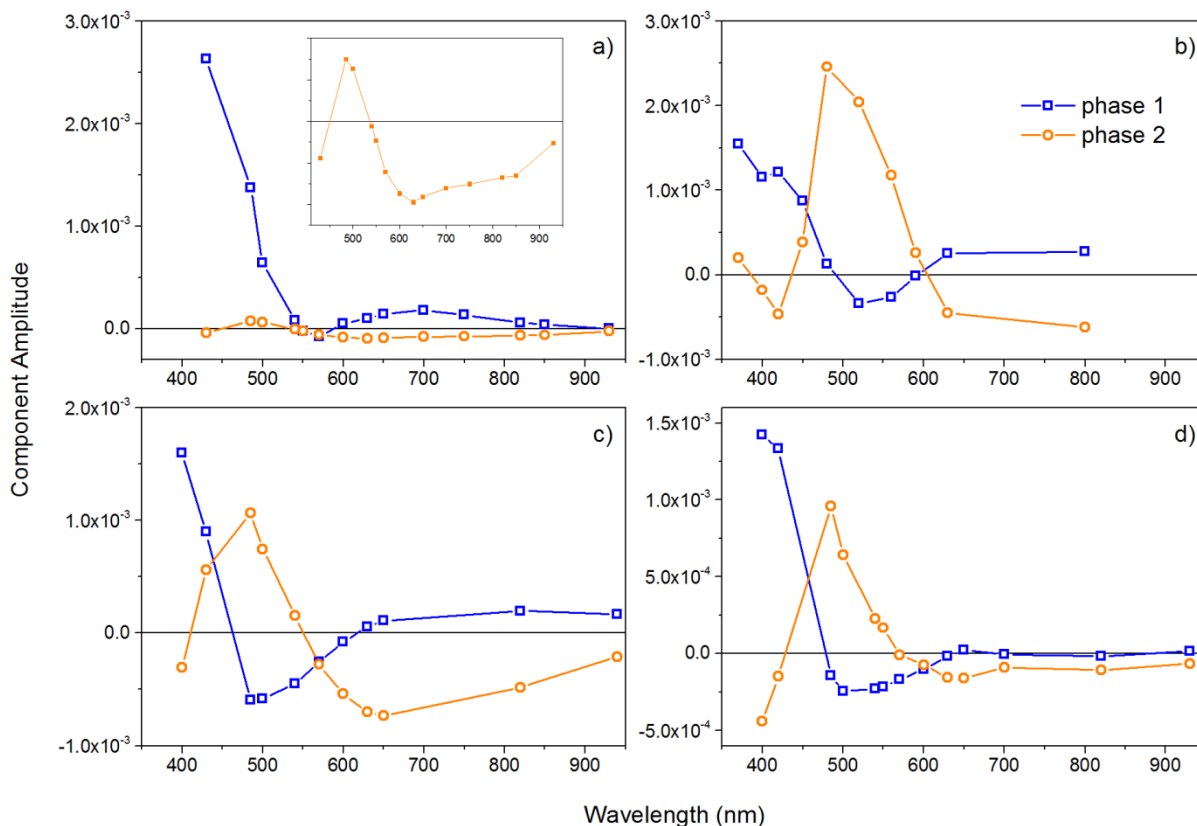 3.0x10⁻³
2.0x10⁻³
1.0x10⁻³
0.0
400 500 600 700 800 900
a)
500 600 700 800 900
3.0x10⁻³
2.0x10⁻³
1.0x10⁻³
0.0
-1.0x10⁻³
400 500 600 700 800 900
b)
phase 1
phase 2
2.0x10⁻³
1.0x10⁻³
0.0
-1.0x10⁻³
400 500 600 700 800 900
c)
1.5x10⁻³
1.0x10⁻³
5.0x10⁻⁴
0.0
-5.0x10⁻⁴
400 500 600 700 800 900
d)
Component Amplitude
Wavelength (nm)